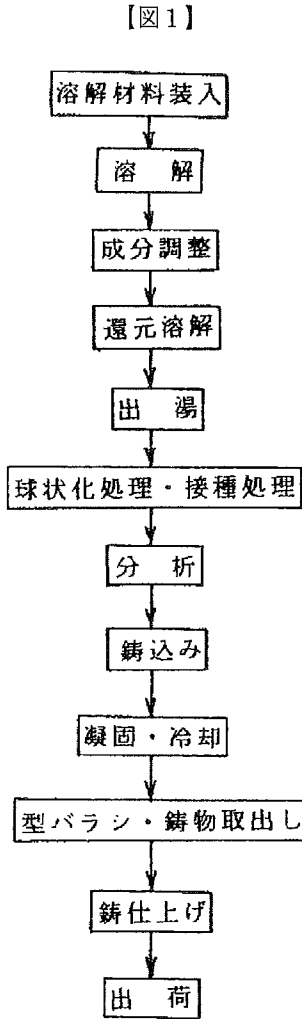 【図1】
溶解材料装入
溶 解
成分調整
還元溶解
出 湯
球状化処理・接種処理
分 析
鋳込み
凝固・冷却
型バラシ・鋳物取出し
鋳仕上げ
出 荷